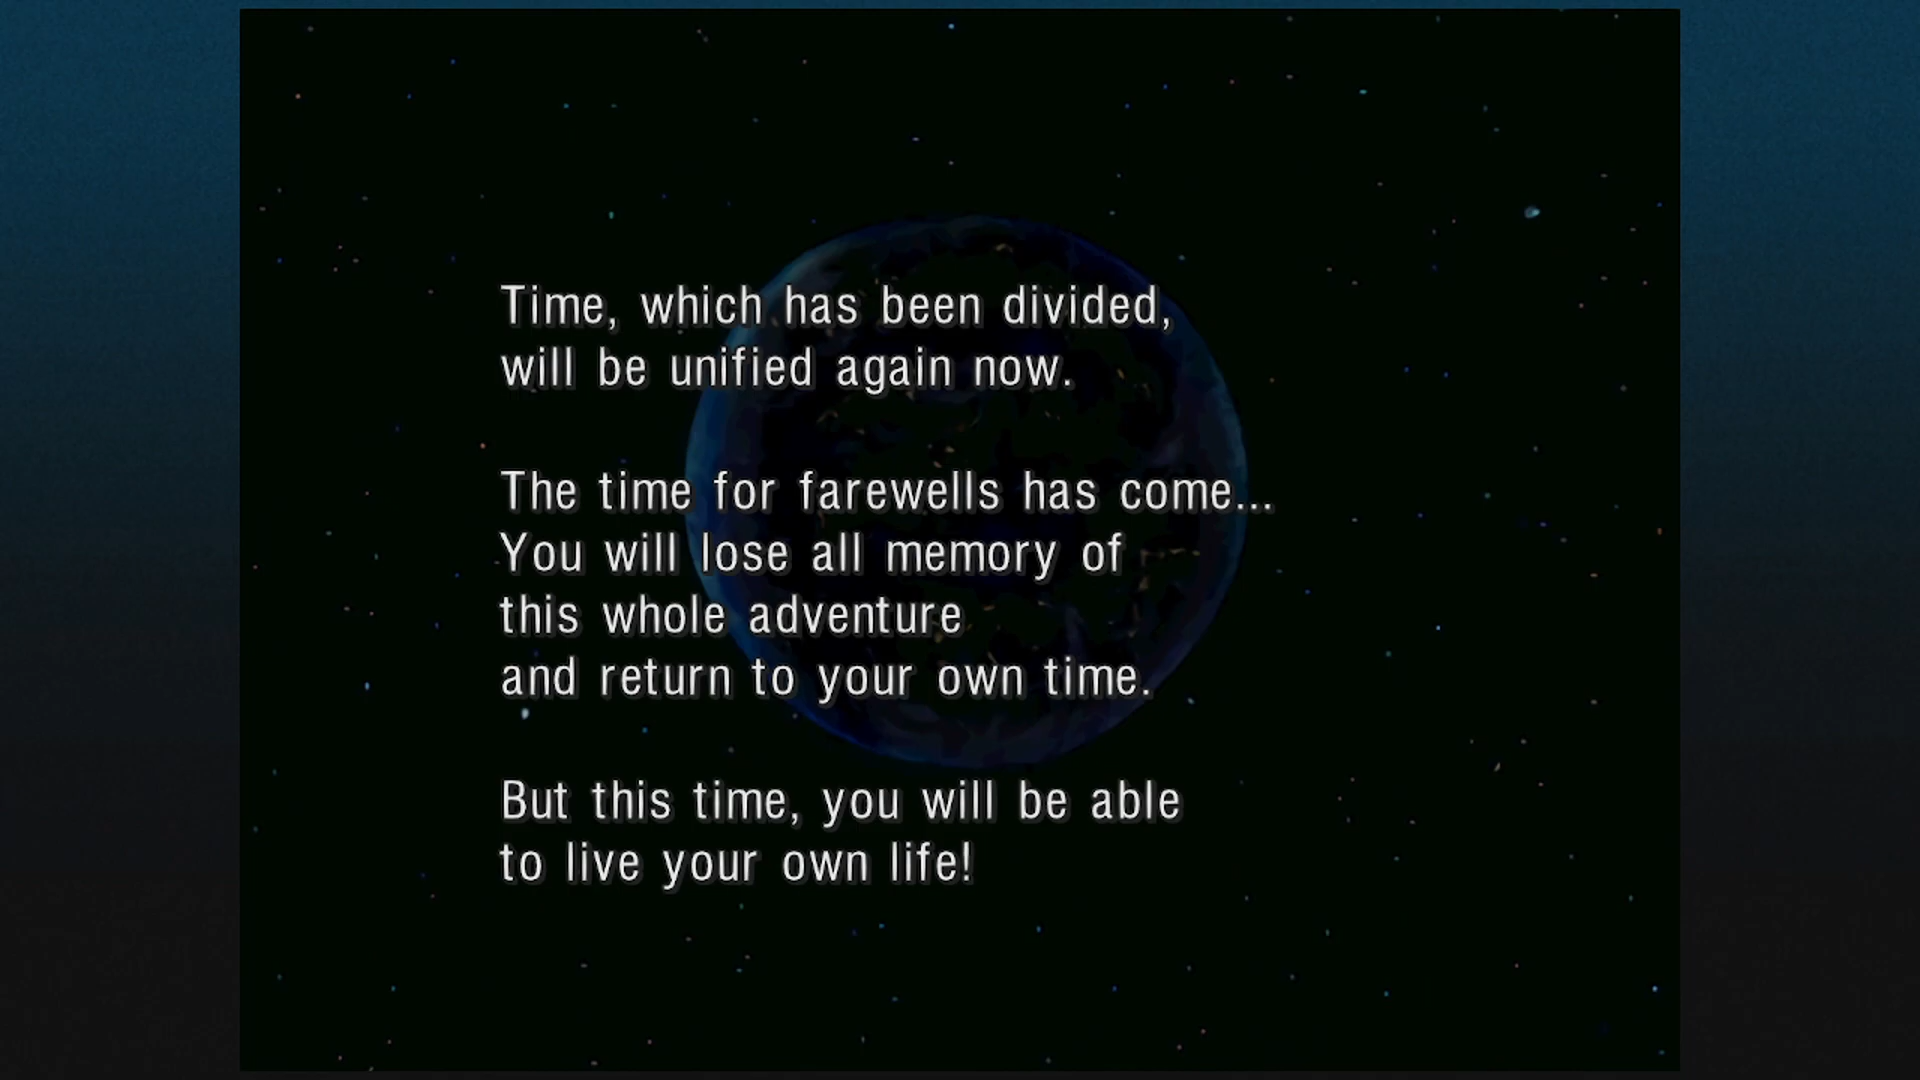 Time, which has been divided,
will be unified again now.
The time for farewells has come...
You will lose all memory of
this whole adventure
and return to your own time.
But this time, you will be able
to live your own life!